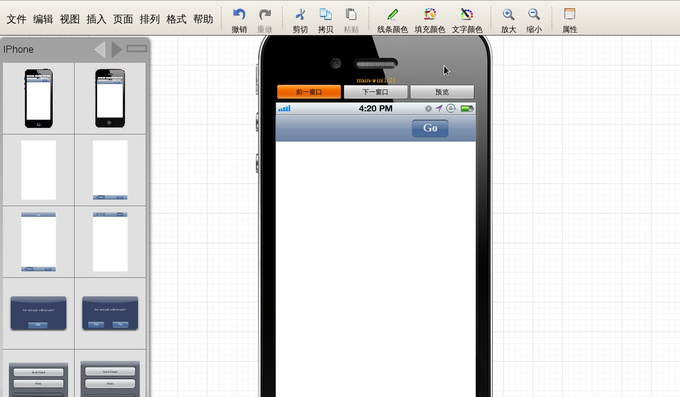 文件 编辑 视图 插入 页面 排列 格式 帮助
撤销 重做 剪切 拷贝 粘贴 线条颜色 填充颜色 文字颜色 放大 缩小 属性
IPhone
前一窗口 下一窗口 预览
4:20 PM
Go